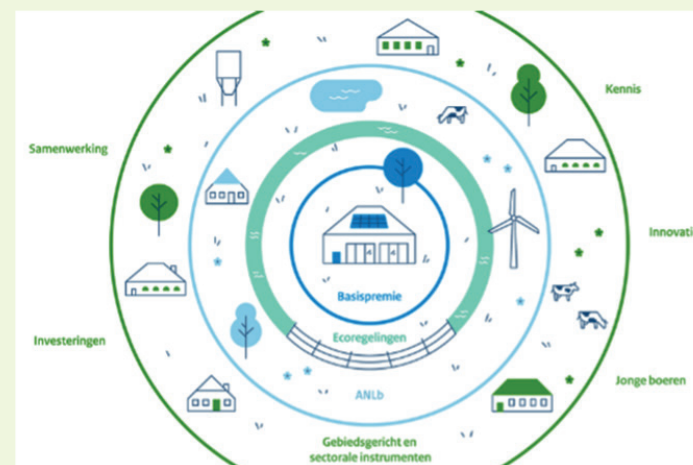 Kennis
Samenwerking
Innovati
Basispremie
Ecoregelingen
Investeringen
Jonge boeren
ANLb
Gebiedsgericht en
sectorale instrumenten